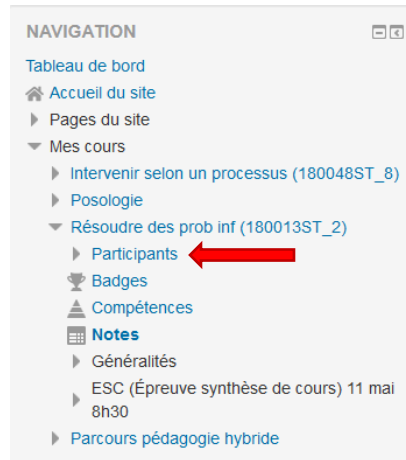 NAVIGATION
Tableau de bord
Accueil du site
Pages du site
Mes cours
Intervenir selon un processus (180048ST_8)
Posologie
Résoudre des prob inf (180013ST_2)
Participants
Badges
Compétences
Notes
Généralités
ESC (Épreuve synthèse de cours) 11 mai
8h30
Parcours pédagogie hybride